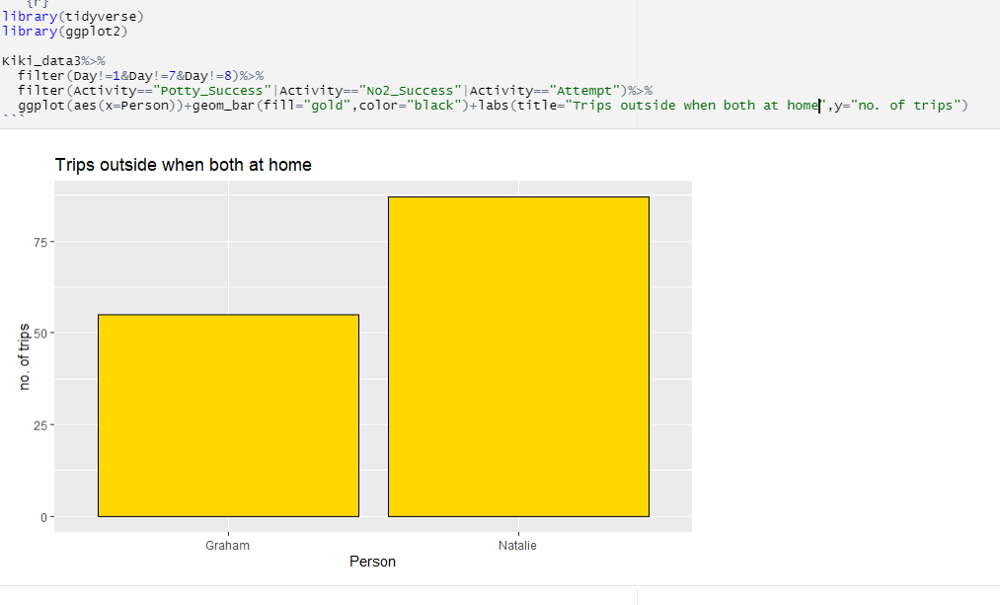 {r}
library(tidyverse)
library(ggplot2)
Kiki_data3%>%
filter(Day!=1&Day!=7&Day!=8)%>%
filter(Activity=="Potty_Success"|Activity=="No2_Success"|Activity=="Attempt")%>%
ggplot(aes(x=Person))+geom_bar(fill="gold",color="black")+labs(title="Trips outside when both at home",y="no. of trips")
```
Trips outside when both at home
75
50
25
0
no. of trips
Graham Natalie
Person